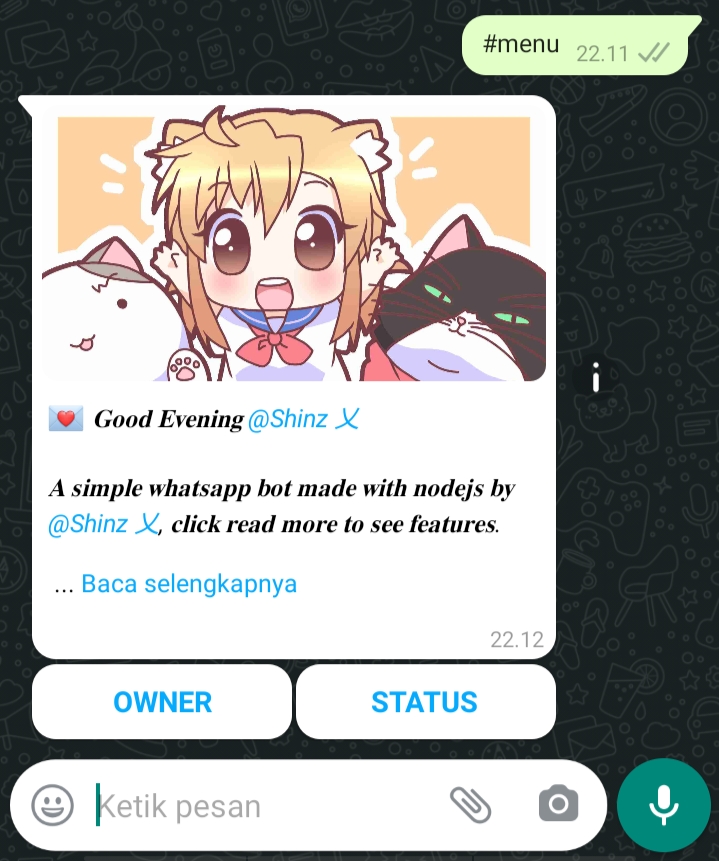 #menu 22.11
💌 Good Evening @Shinz 乂
A simple whatsapp bot made with nodejs by
@Shinz 乂, click read more to see features.
... Baca selengkapnya
22.12
OWNER STATUS
Ketik pesan